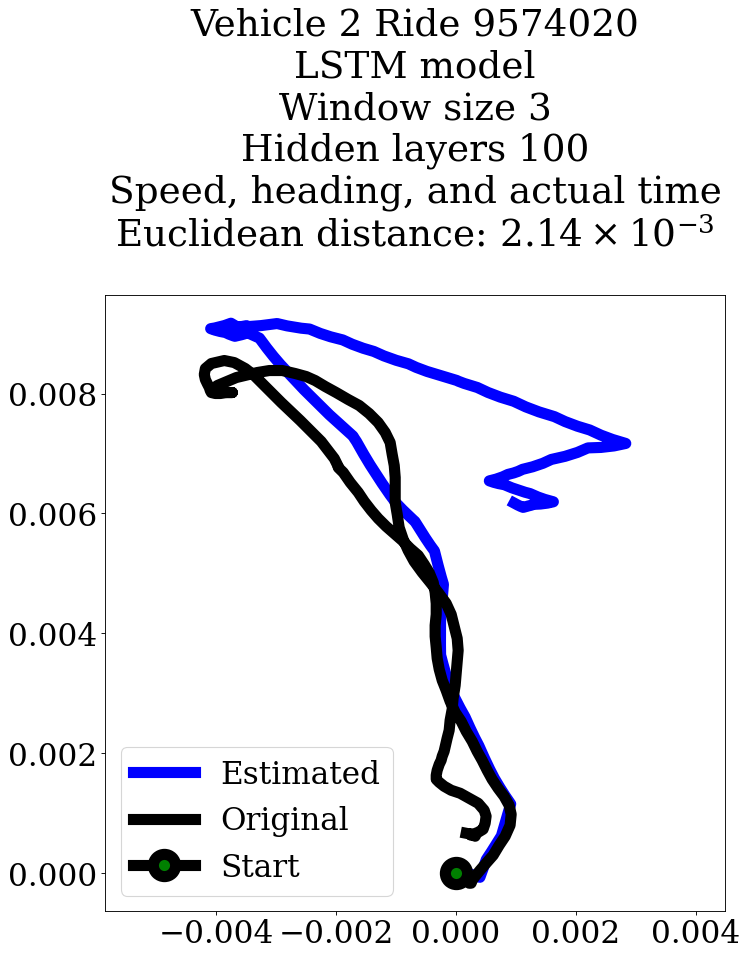 Vehicle 2 Ride 9574020
LSTM model
Window size 3
Hidden layers 100
Speed, heading, and actual time
Euclidean distance: 2.14 × 10⁻³
0.008
0.006
0.004
0.002
0.000
Estimated
Original
Start
−0.004 −0.002 0.000 0.002 0.004